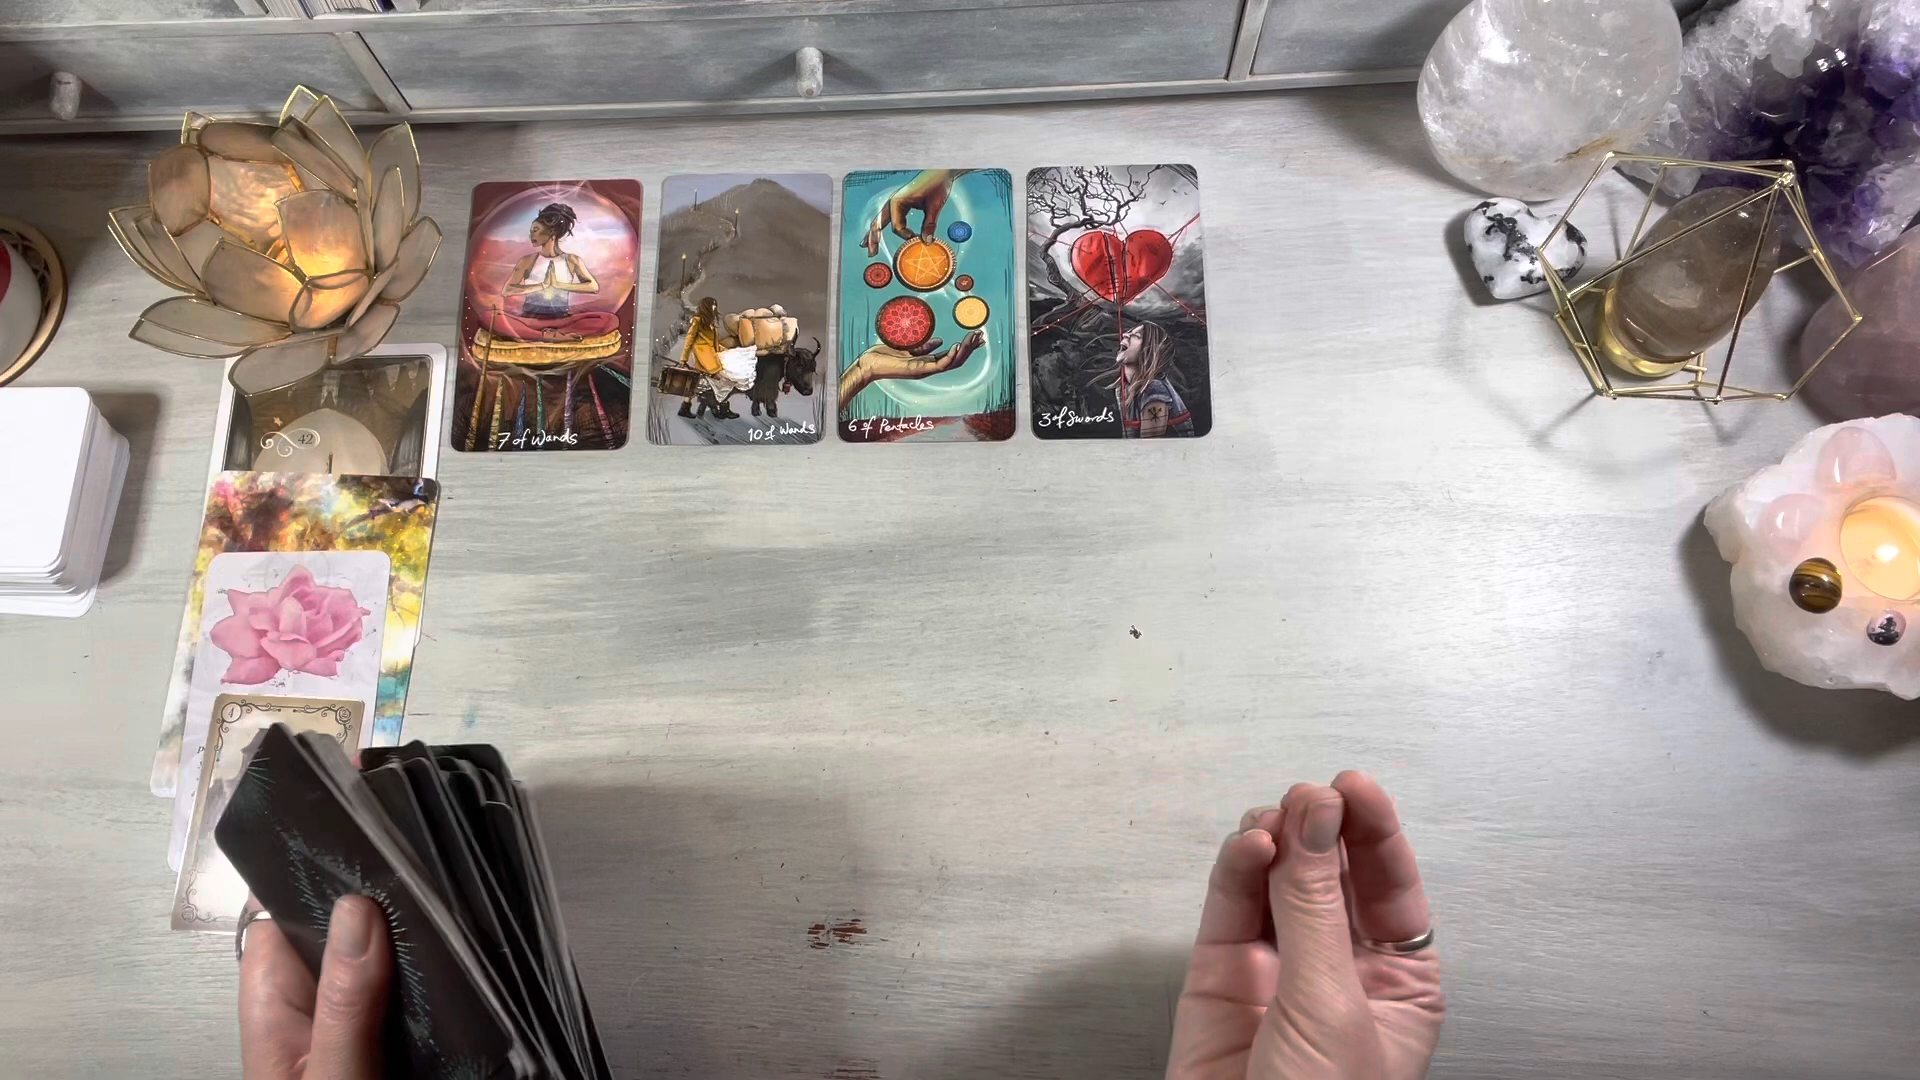 7 of Wands
10 of Wands
6 of Pentacles
3 of Swords
42